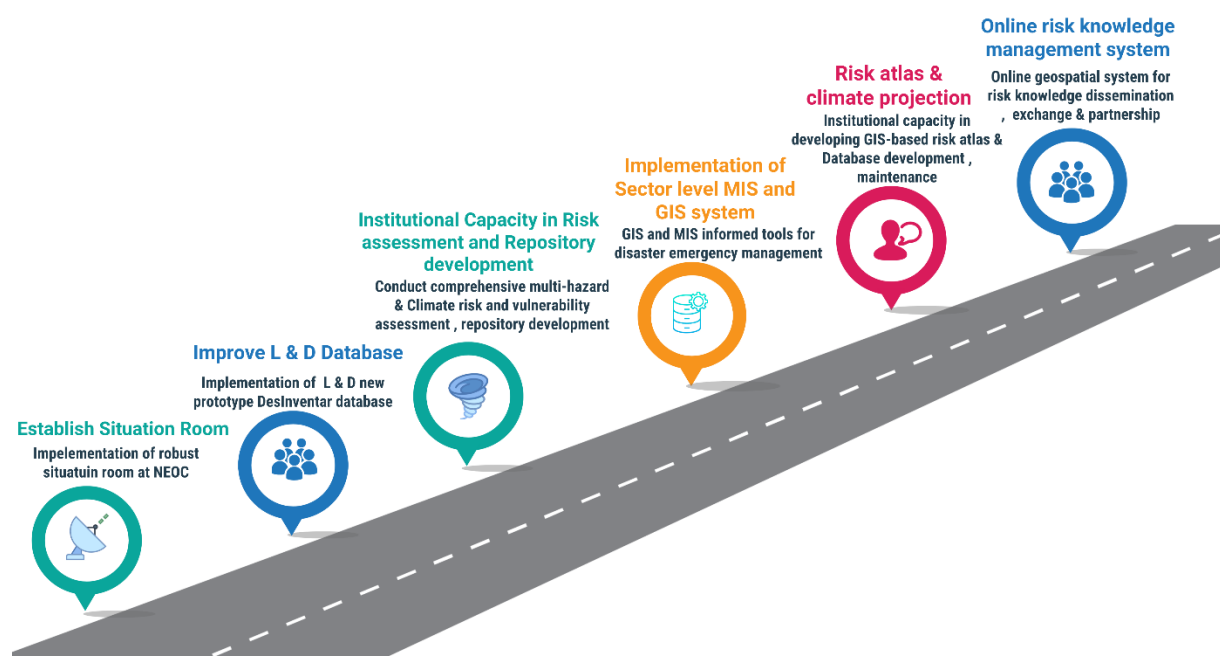 Establish Situation Room
Impelementation of robust
situatuin room at NEOC
Improve L & D Database
Implementation of L & D new
prototype DesInventar database
Institutional Capacity in Risk
assessment and Repository
development
Conduct comprehensive multi-hazard
& Climate risk and vulnerability
assessment , repository development
Implementation of
Sector level MIS and
GIS system
GIS and MIS informed tools for
disaster emergency management
Risk atlas &
climate projection
Institutional capacity in
developing GIS-based risk atlas &
Database development ,
maintenance
Online risk knowledge
management system
Online geospatial system for
risk knowledge dissemination
, exchange & partnership